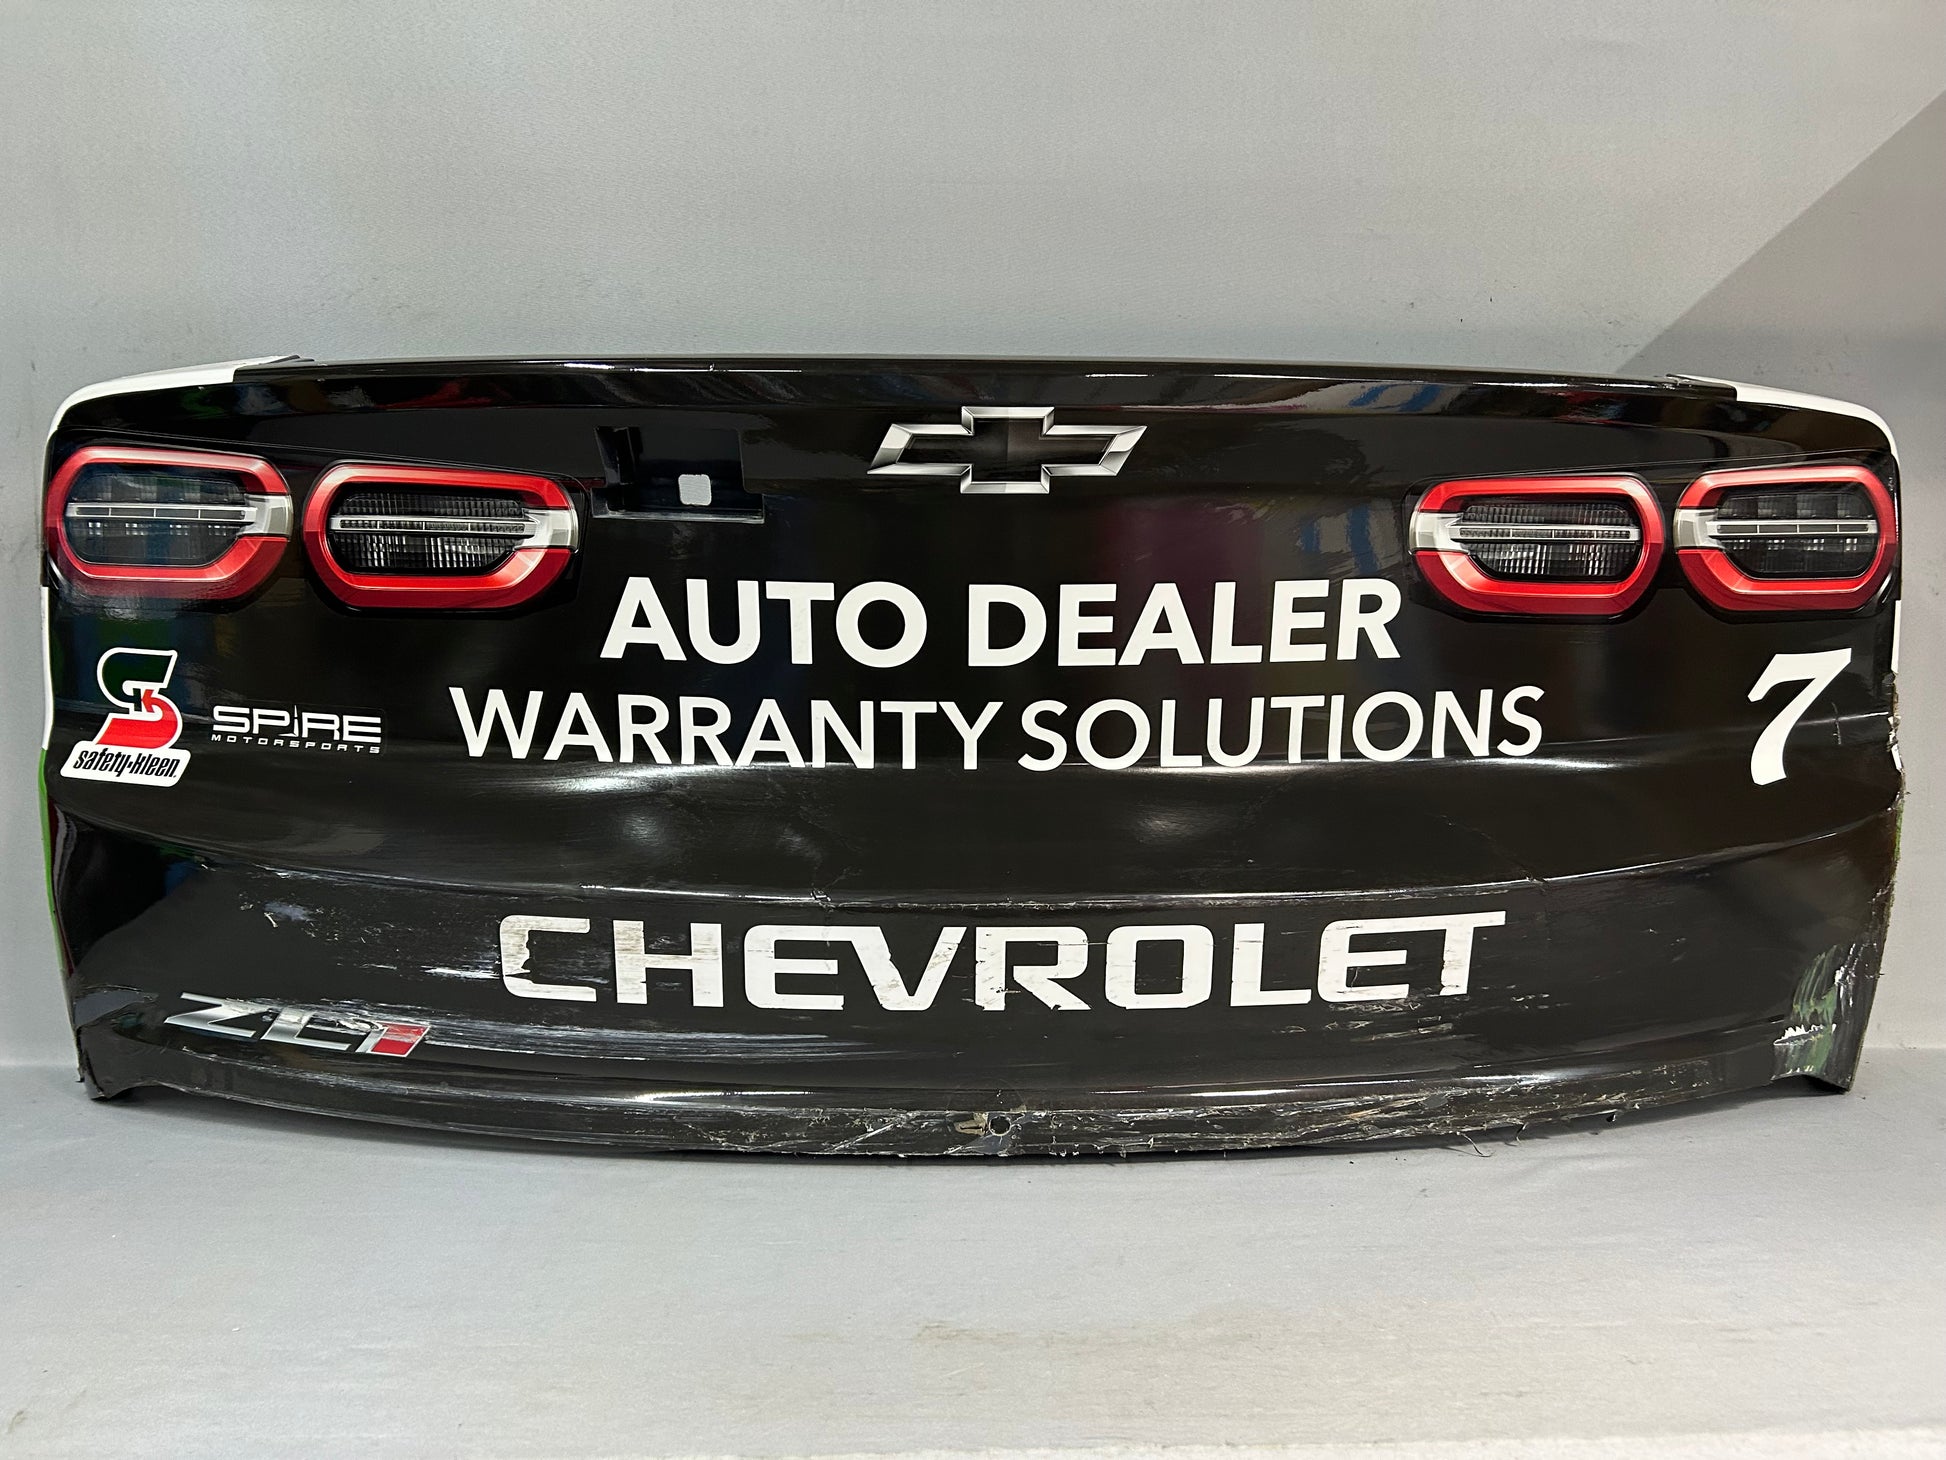 AUTO DEALER
WARRANTY SOLUTIONS
S
safety-kleen.
SPIRE
MOTORSPORTS
7
CHEVROLET
ZL1